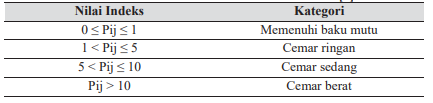 Nilai Indeks Kategori
0 ≤ Pij ≤ 1 Memenuhi baku mutu
1 < Pij ≤ 5 Cemar ringan
5 < Pij ≤ 10 Cemar sedang
Pij > 10 Cemar berat